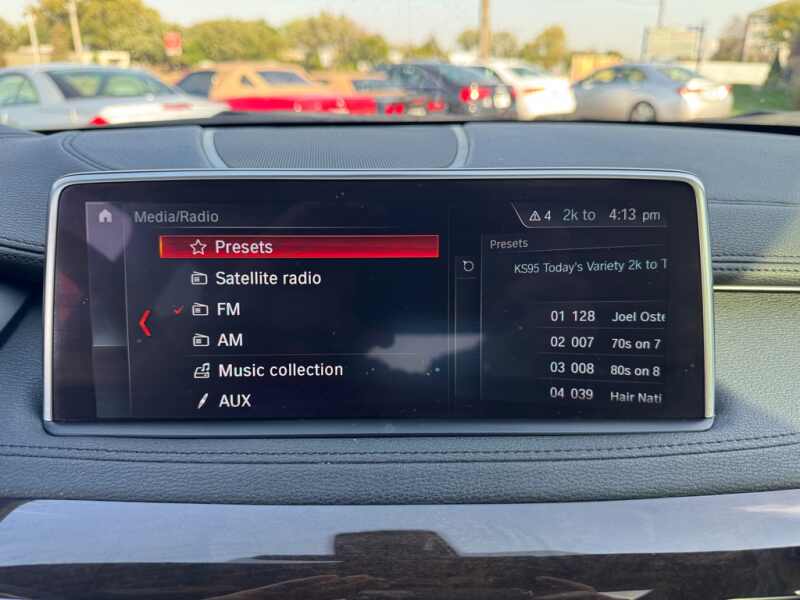 Media/Radio
4 2k to 4:13 pm
Presets
Satellite radio
FM
AM
Music collection
AUX
Presets
KS95 Today's Variety 2k to T
01 128 Joel Oste
02 007 70s on 7
03 008 80s on 8
04 039 Hair Nati